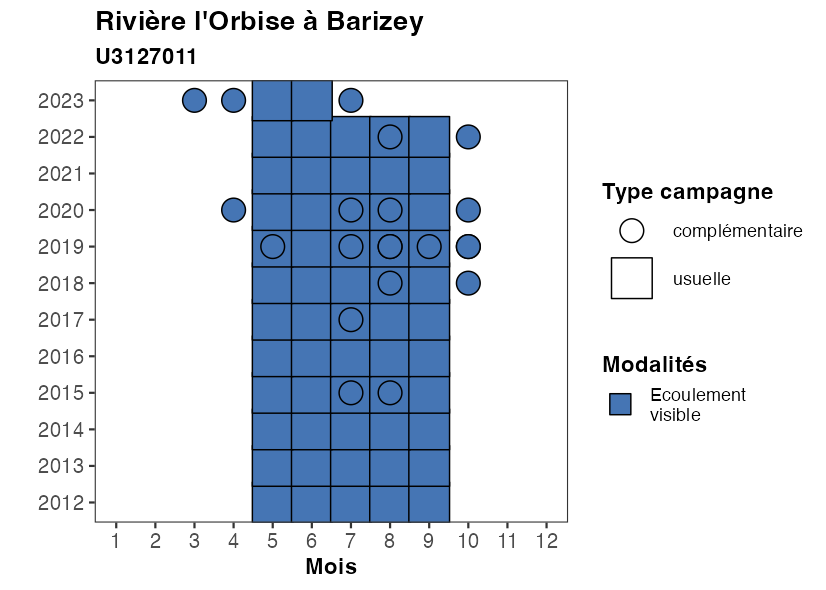 Rivière l'Orbise à Barizey
U3127011
2023
2022
2021
2020
2019
2018
2017
2016
2015
2014
2013
2012
1 2 3 4 5 6 7 8 9 10 11 12
Mois
Type campagne
complémentaire
usuelle
Modalités
Ecoulement
visible